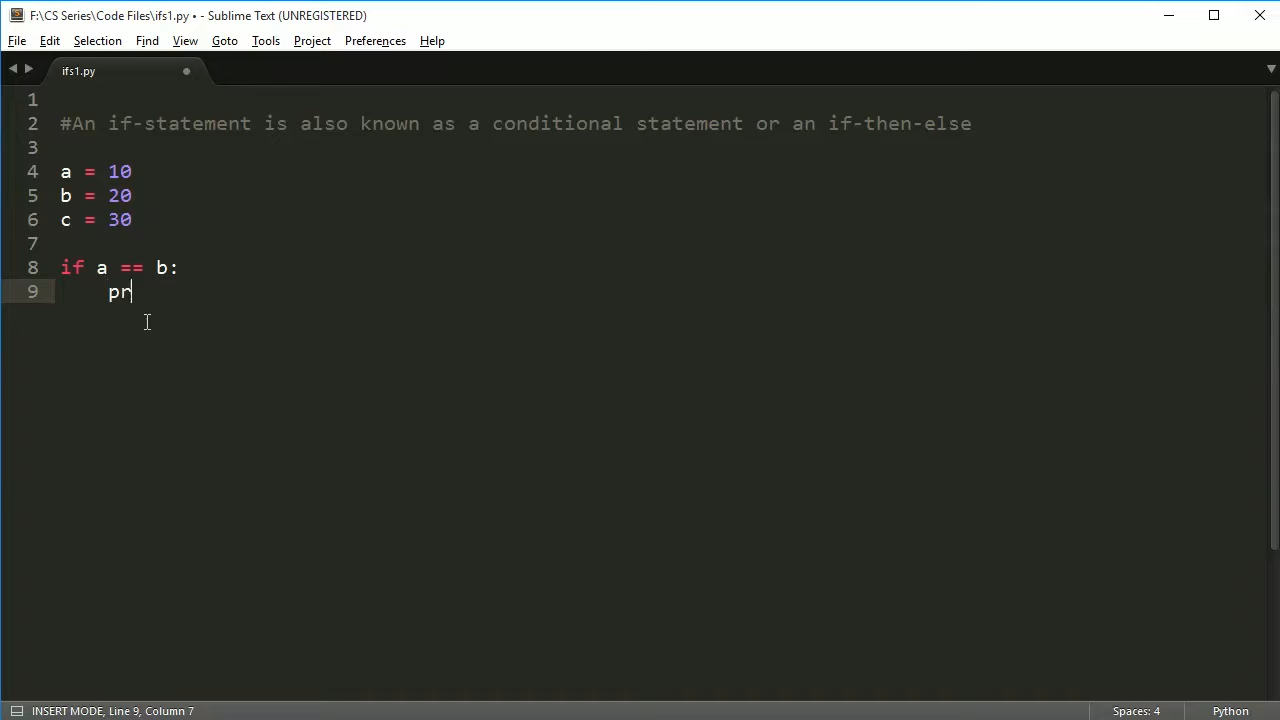 F:\CS Series\Code Files\ifs1.py • - Sublime Text (UNREGISTERED)
File Edit Selection Find View Goto Tools Project Preferences Help
ifs1.py
1
2 #An if-statement is also known as a conditional statement or an if-then-else
3
4 a = 10
5 b = 20
6 c = 30
7
8 if a == b:
9 pr
INSERT MODE, Line 9, Column 7 Spaces: 4 Python